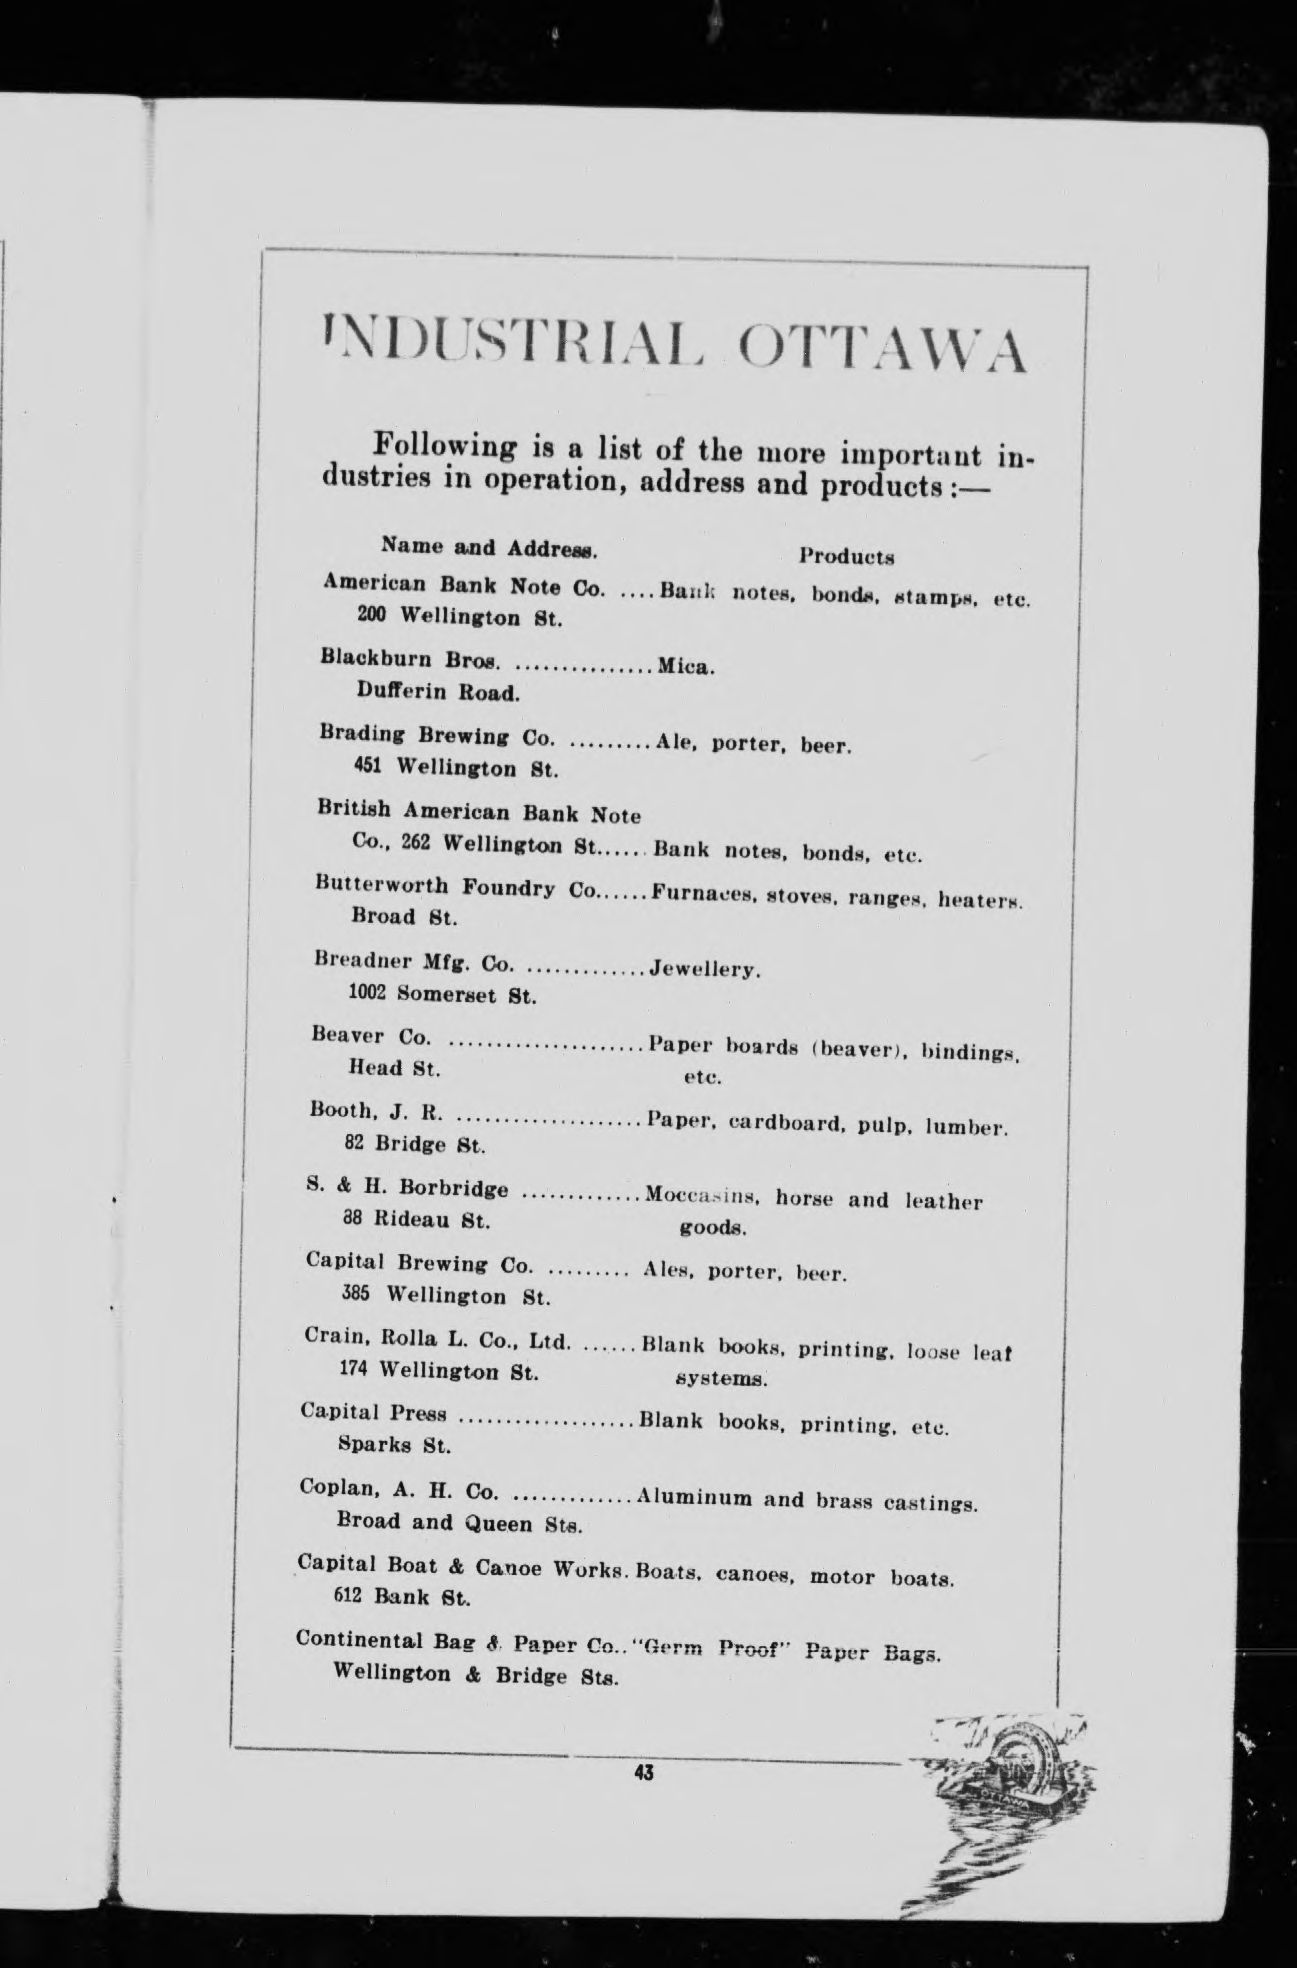 INDUSTRIAL OTTAWA
Following is a list of the more important in-
dustries in operation, address and products :—
Name and Address. Products
American Bank Note Co. ....Bank notes, bonds, stamps, etc.
200 Wellington St.
Blackburn Bros. ...............Mica.
Dufferin Road.
Brading Brewing Co. .........Ale, porter, beer.
451 Wellington St.
British American Bank Note
Co., 262 Wellington St......Bank notes, bonds, etc.
Butterworth Foundry Co......Furnaces, stoves, ranges, heaters.
Broad St.
Breadner Mfg. Co. .............Jewellery.
1002 Somerset St.
Beaver Co. .....................Paper boards (beaver), bindings,
Head St. etc.
Booth, J. R. ....................Paper, cardboard, pulp, lumber.
82 Bridge St.
S. & H. Borbridge .............Moccasins, horse and leather
88 Rideau St. goods.
Capital Brewing Co. ......... Ales, porter, beer.
385 Wellington St.
Crain, Rolla L. Co., Ltd. ......Blank books, printing, loose leaf
174 Wellington St. systems.
Capital Press ...................Blank books, printing, etc.
Sparks St.
Coplan, A. H. Co. .............Aluminum and brass castings.
Broad and Queen Sts.
Capital Boat & Canoe Works. Boats, canoes, motor boats.
612 Bank St.
Continental Bag & Paper Co.."Germ Proof" Paper Bags.
Wellington & Bridge Sts.
43
OTTAWA